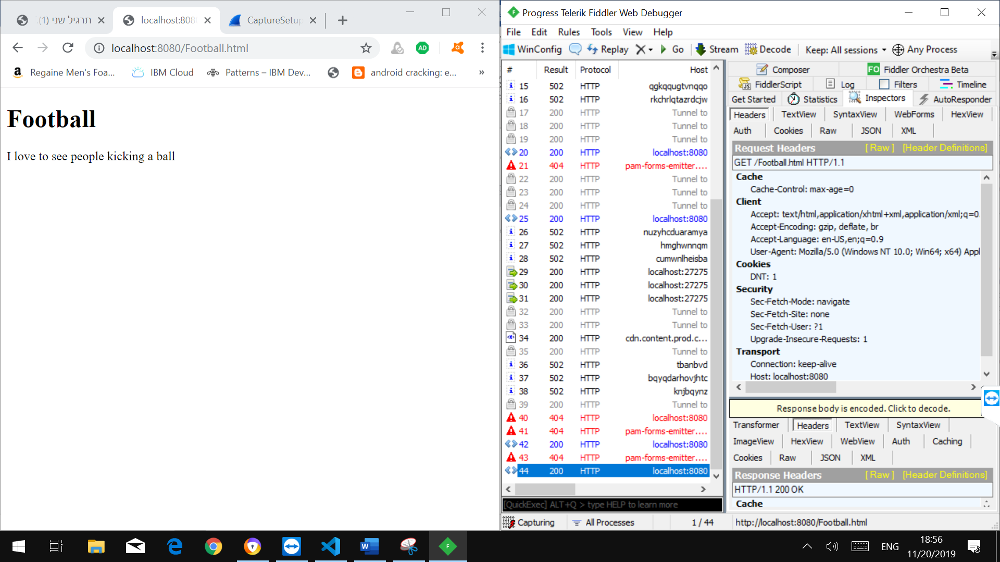 תרגיל שני (1).
localhost:808
CaptureSetup
localhost:8080/Football.html
Regaine Men's Foa...
IBM Cloud
Patterns – IBM Dev...
android cracking: e...
»
Football
I love to see people kicking a ball
Progress Telerik Fiddler Web Debugger
File Edit Rules Tools View Help
WinConfig Replay Go Stream Decode Keep: All sessions Any Process
# Result Protocol Host
15 502 HTTP qgkqqugtvnqqo
16 502 HTTP rkchrlqtazrdcjw
17 200 HTTP Tunnel to
18 200 HTTP Tunnel to
19 200 HTTP Tunnel to
20 200 HTTP localhost:8080
21 404 HTTP pam-forms-emitter....
22 200 HTTP Tunnel to
23 200 HTTP Tunnel to
24 200 HTTP Tunnel to
25 200 HTTP localhost:8080
26 502 HTTP nuzyhcduaramya
27 502 HTTP hmghwnnqm
28 502 HTTP cumwnlheisba
29 200 HTTP localhost:27275
30 200 HTTP localhost:27275
31 200 HTTP localhost:27275
32 200 HTTP Tunnel to
33 200 HTTP Tunnel to
34 200 HTTP cdn.content.prod.c...
35 200 HTTP Tunnel to
36 502 HTTP tbanbvd
37 502 HTTP bqyqdarhovjhtc
38 502 HTTP knjbqynz
39 200 HTTP Tunnel to
40 404 HTTP localhost:8080
41 404 HTTP pam-forms-emitter....
42 200 HTTP localhost:8080
43 404 HTTP pam-forms-emitter....
44 200 HTTP localhost:8080
[QuickExec] ALT+Q > type HELP to learn more
Capturing All Processes 1 / 44 http://localhost:8080/Football.html
Composer FO Fiddler Orchestra Beta
FiddlerScript Log Filters Timeline
Get Started Statistics Inspectors AutoResponder
Headers TextView SyntaxView WebForms HexView
Auth Cookies Raw JSON XML
Request Headers [ Raw ] [Header Definitions]
GET /Football.html HTTP/1.1
Cache
Cache-Control: max-age=0
Client
Accept: text/html,application/xhtml+xml,application/xml;q=0.
Accept-Encoding: gzip, deflate, br
Accept-Language: en-US,en;q=0.9
User-Agent: Mozilla/5.0 (Windows NT 10.0; Win64; x64) Appl
Cookies
DNT: 1
Security
Sec-Fetch-Mode: navigate
Sec-Fetch-Site: none
Sec-Fetch-User: ?1
Upgrade-Insecure-Requests: 1
Transport
Connection: keep-alive
Host: localhost:8080
Response body is encoded. Click to decode.
Transformer Headers TextView SyntaxView
ImageView HexView WebView Auth Caching
Cookies Raw JSON XML
Response Headers [ Raw ] [Header Definitions]
HTTP/1.1 200 OK
Cache
ENG
18:56
11/20/2019